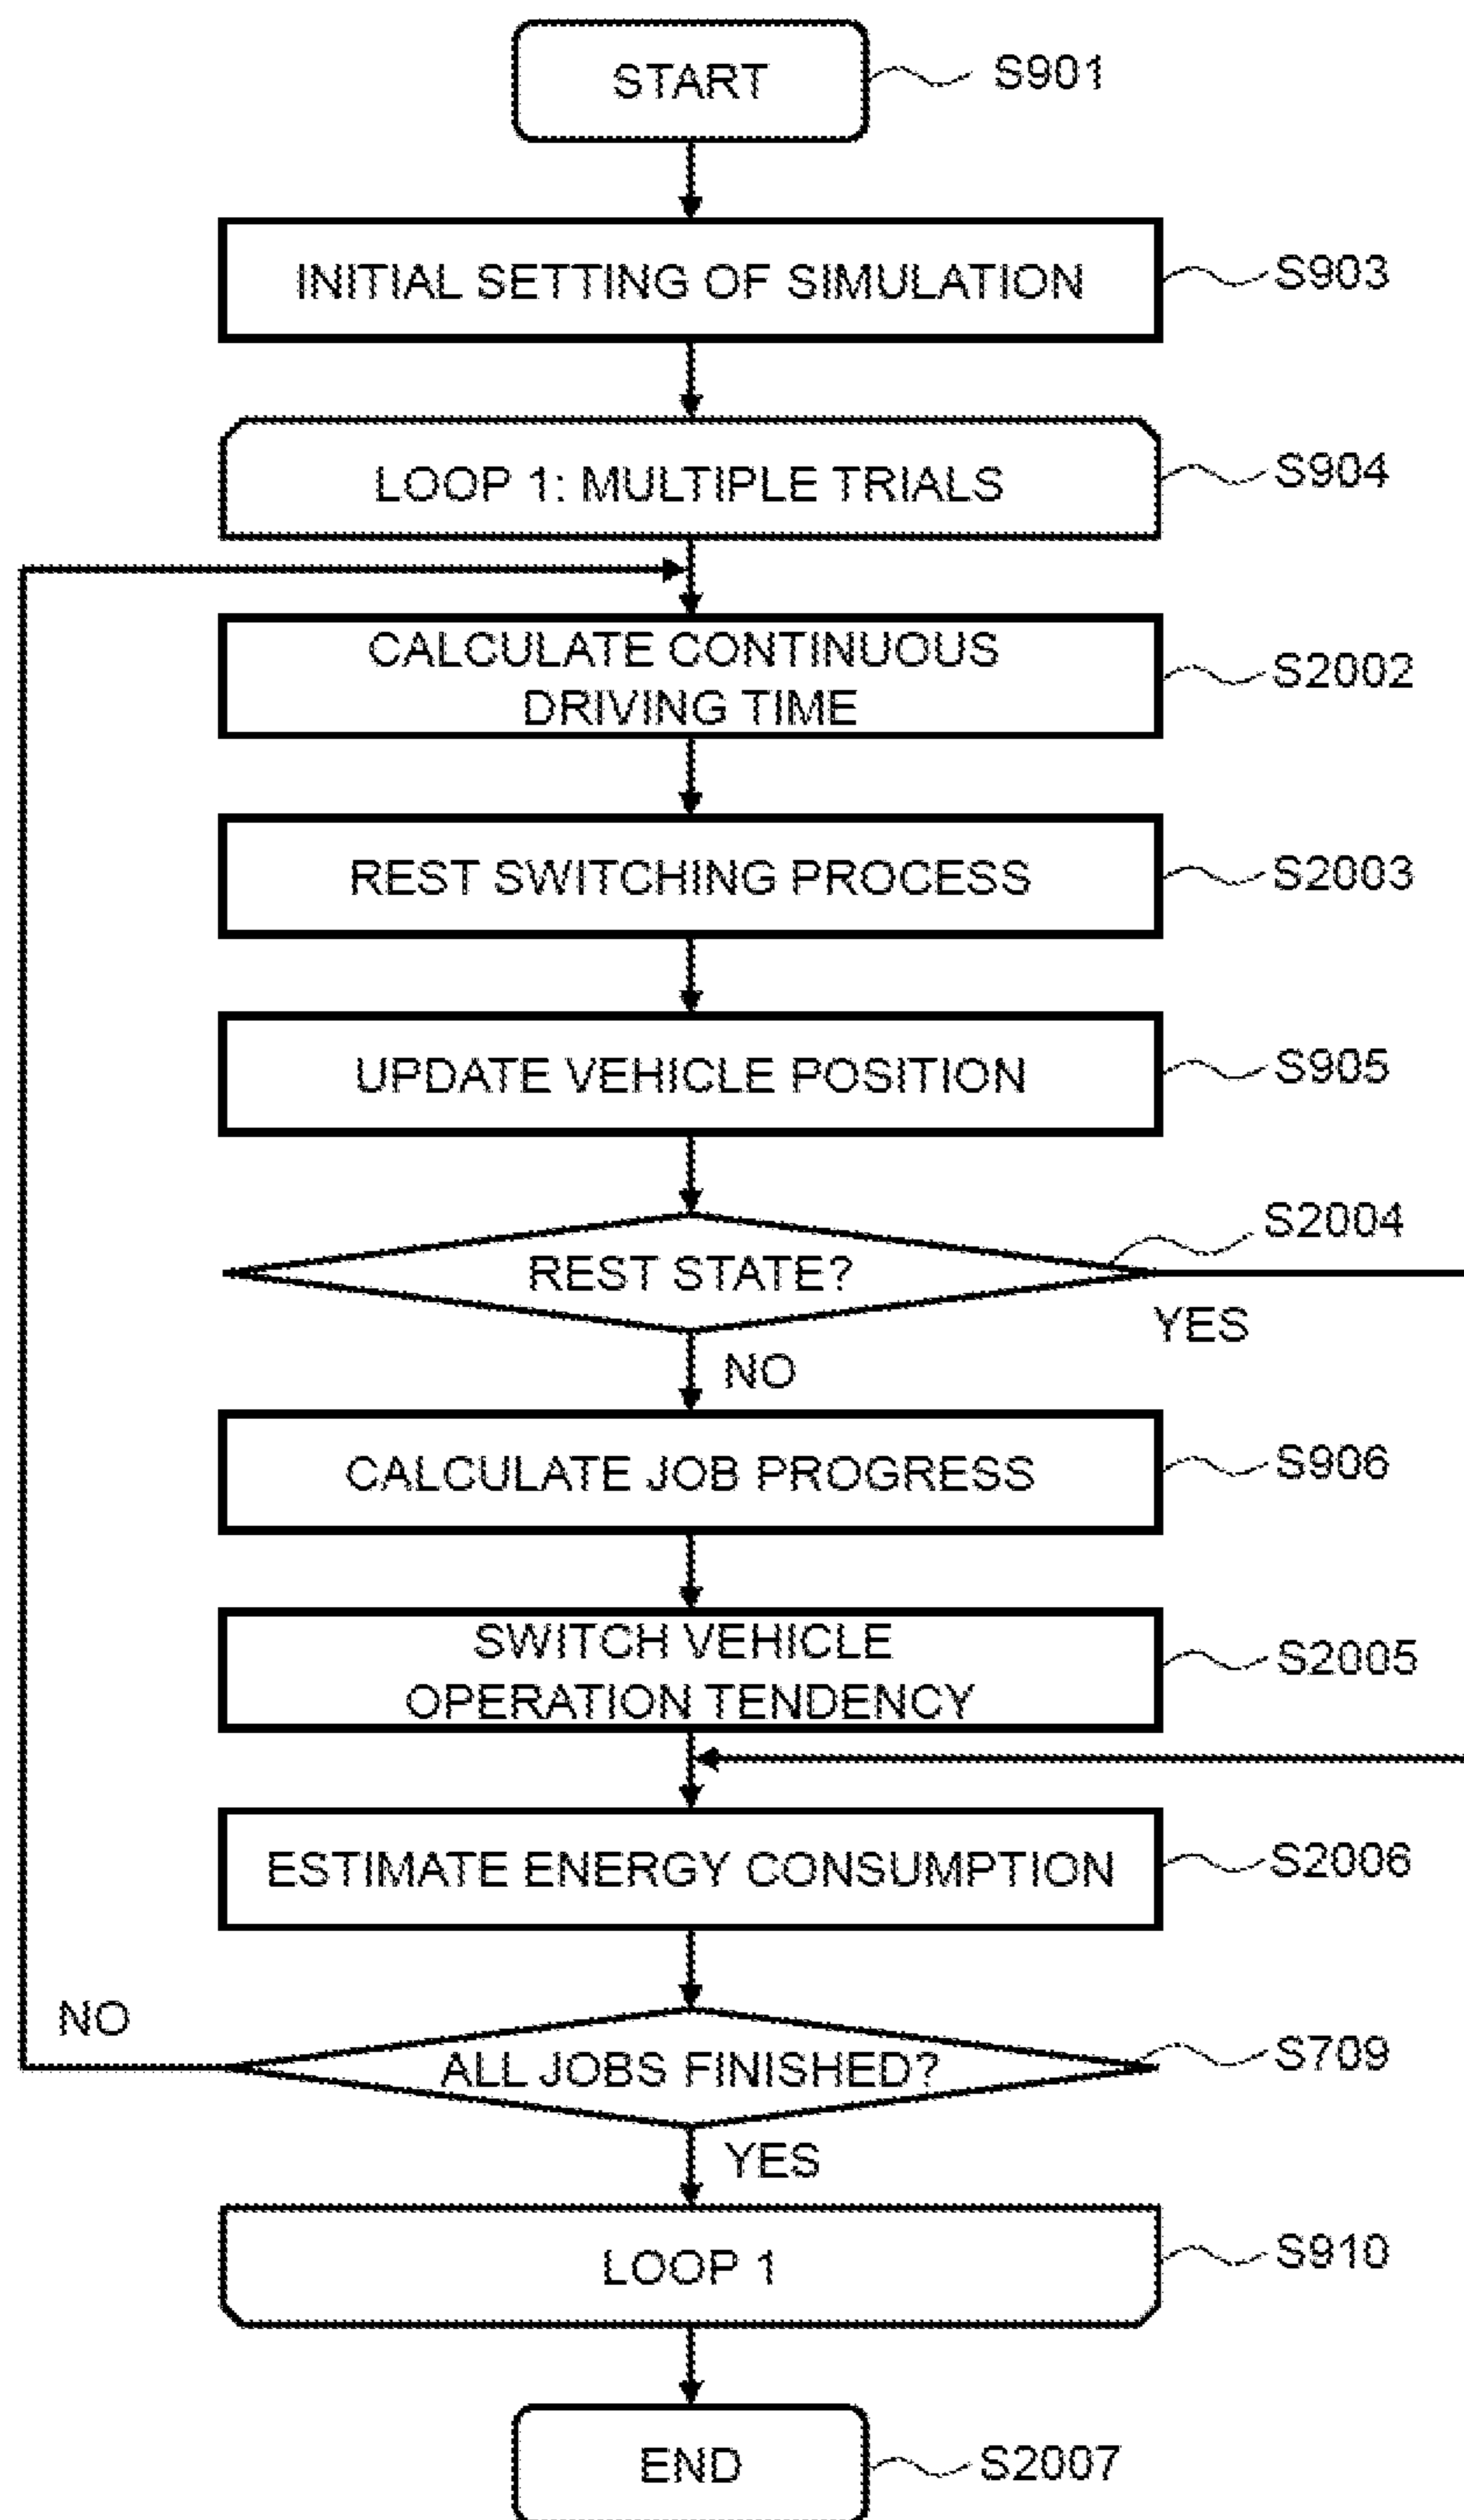 START
S901
INITIAL SETTING OF SIMULATION
S903
LOOP 1: MULTIPLE TRIALS
S904
CALCULATE CONTINUOUS
DRIVING TIME
S2002
REST SWITCHING PROCESS
S2003
UPDATE VEHICLE POSITION
S905
REST STATE?
S2004
YES
NO
CALCULATE JOB PROGRESS
S906
SWITCH VEHICLE
OPERATION TENDENCY
S2005
ESTIMATE ENERGY CONSUMPTION
S2006
NO
ALL JOBS FINISHED?
S709
YES
LOOP 1
S910
END
S2007